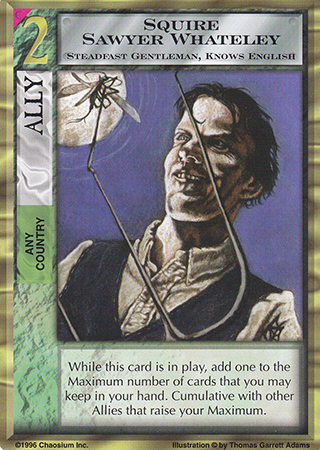 2
SQUIRE
SAWYER WHATELEY
STEADFAST GENTLEMAN, KNOWS ENGLISH
ALLY
ANY
COUNTRY
While this card is in play, add one to the
Maximum number of cards that you may
keep in your hand. Cumulative with other
Allies that raise your Maximum.
©1996 Chaosium Inc.
Illustration © by Thomas Garrett Adams